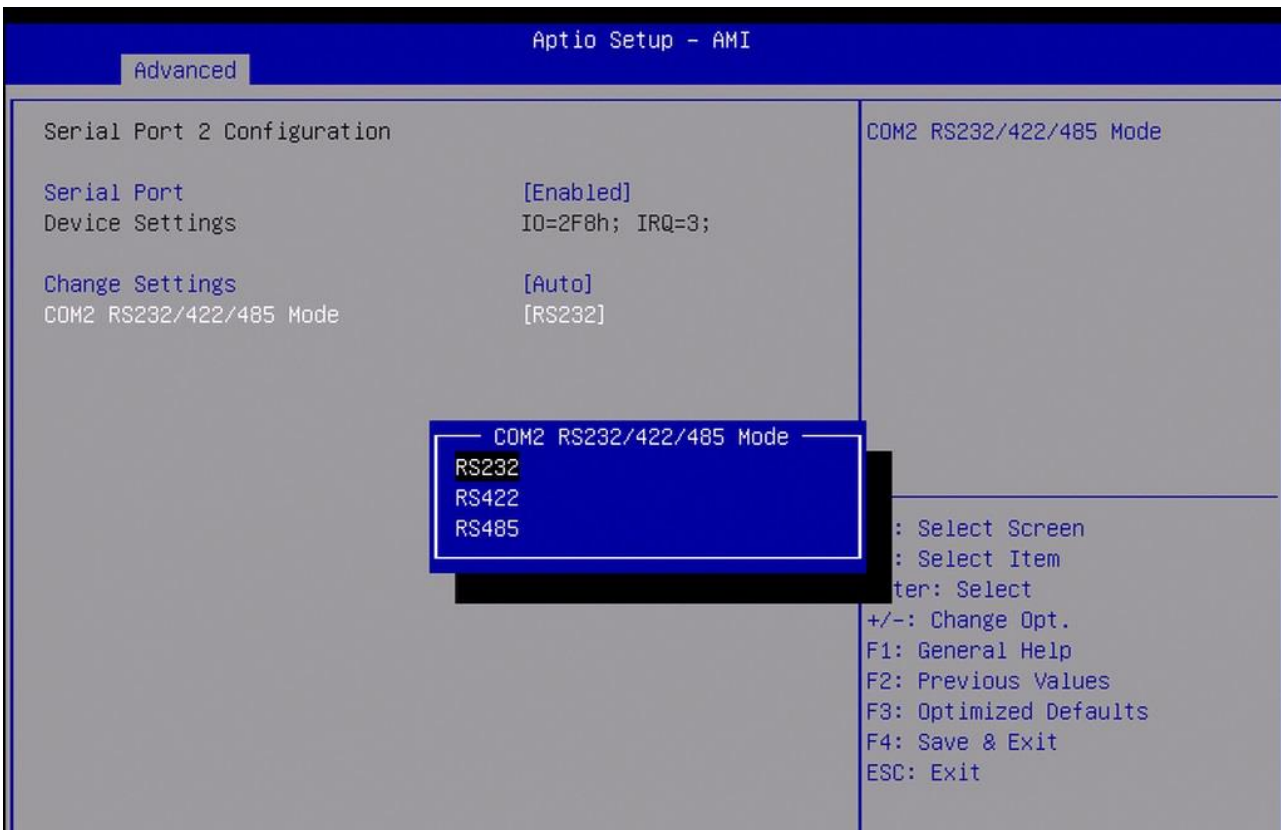 Aptio Setup – AMI
Advanced
Serial Port 2 Configuration
Serial Port [Enabled]
Device Settings IO=2F8h; IRQ=3;
Change Settings [Auto]
COM2 RS232/422/485 Mode [RS232]
COM2 RS232/422/485 Mode
COM2 RS232/422/485 Mode
RS232
RS422
RS485
: Select Screen
: Select Item
ter: Select
+/-: Change Opt.
F1: General Help
F2: Previous Values
F3: Optimized Defaults
F4: Save & Exit
ESC: Exit